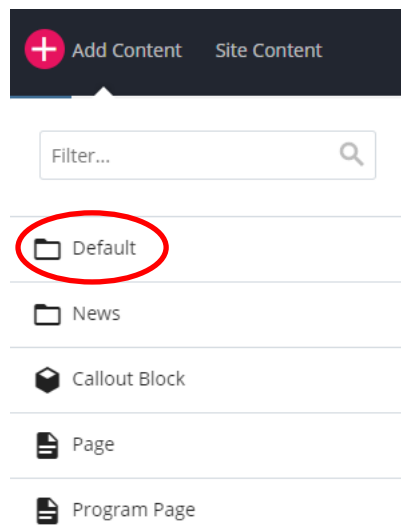 Add Content Site Content
Filter...
Default
News
Callout Block
Page
Program Page